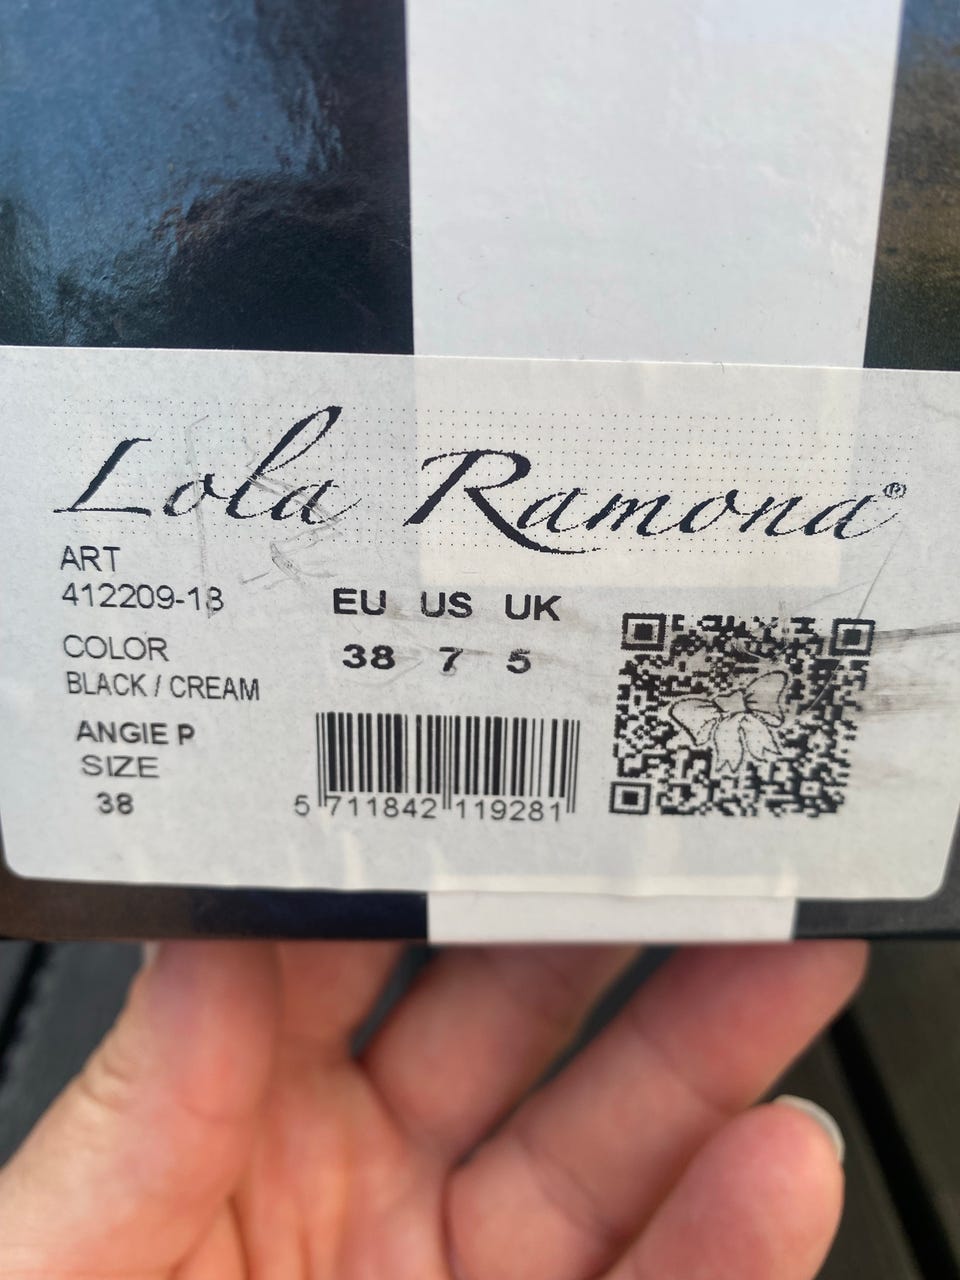 Lola Ramona®
ART
412209-18
COLOR
BLACK / CREAM
ANGIE P
SIZE
38
EU US UK
38 7 5
5 711842 119281